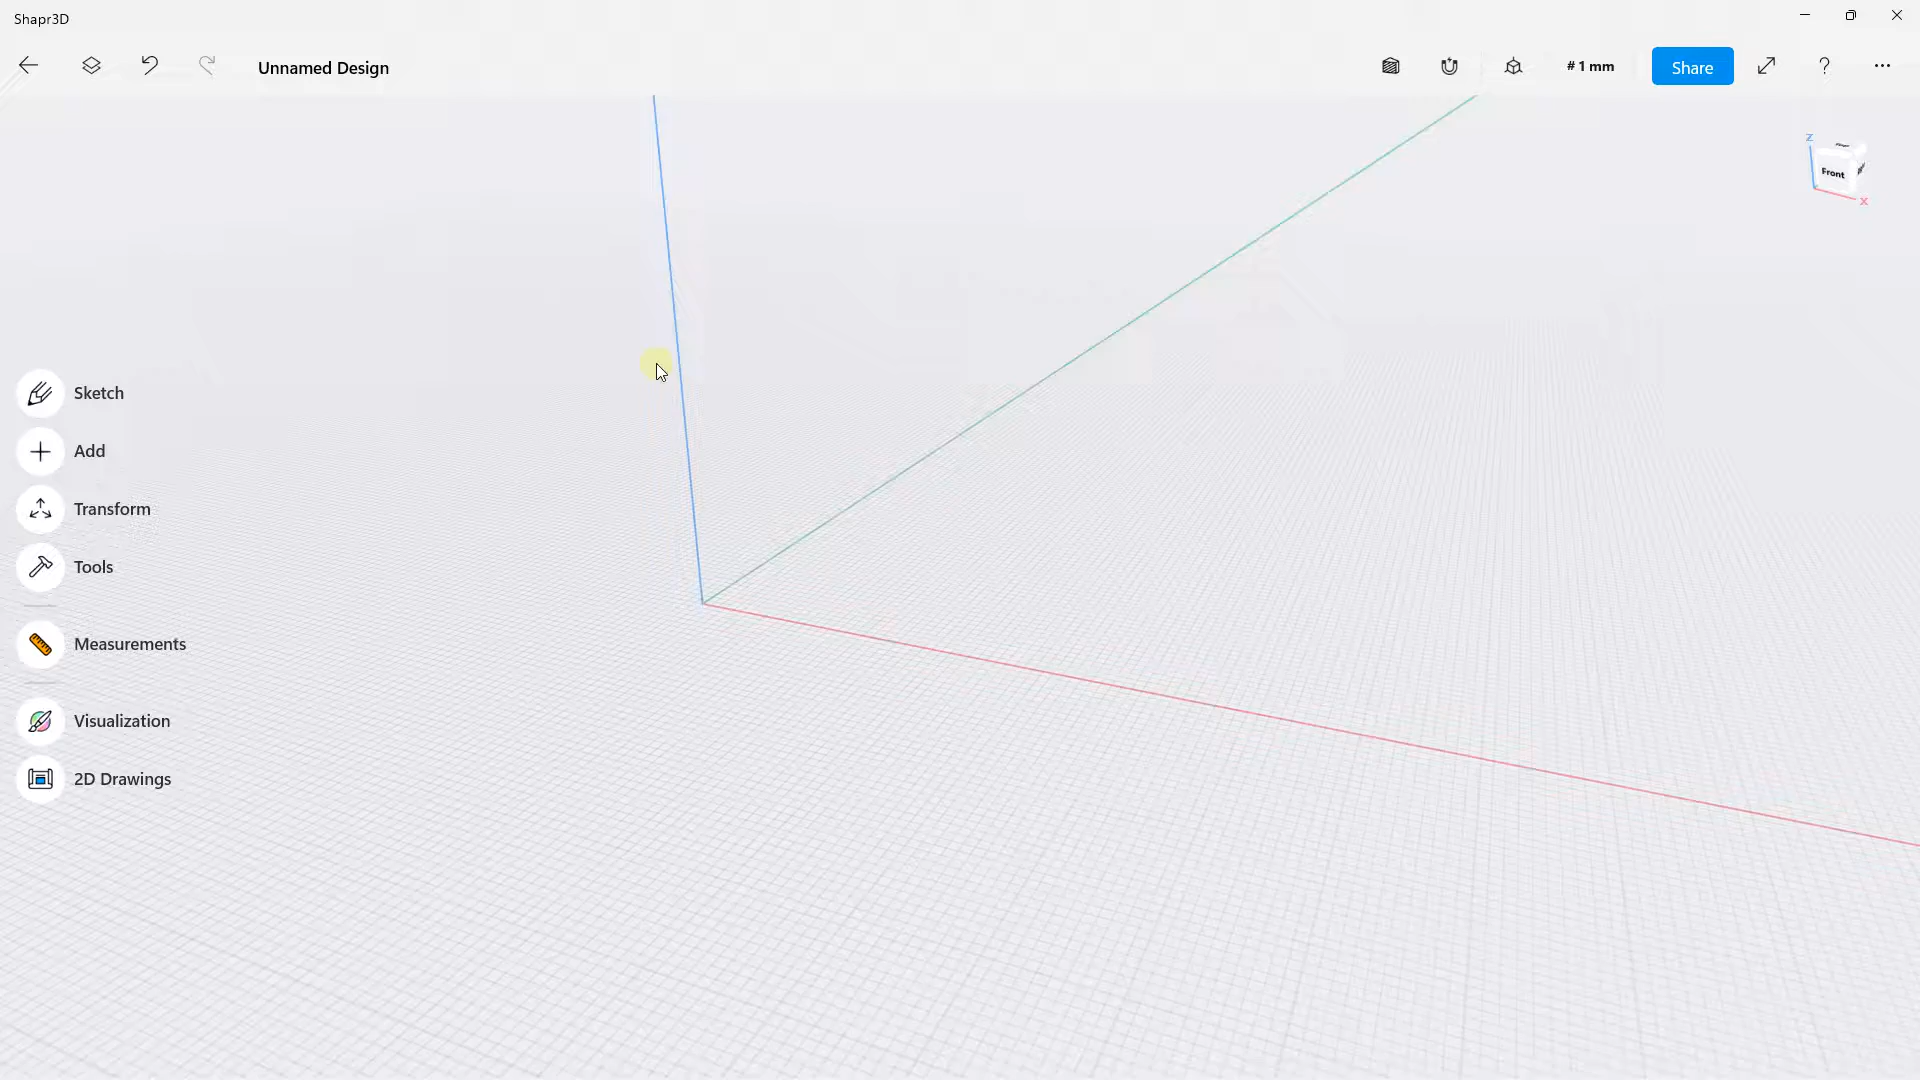 Shapr3D
Unnamed Design
# 1 mm
Share
?
Z
Front
X
Sketch
Add
Transform
Tools
Measurements
Visualization
2D Drawings